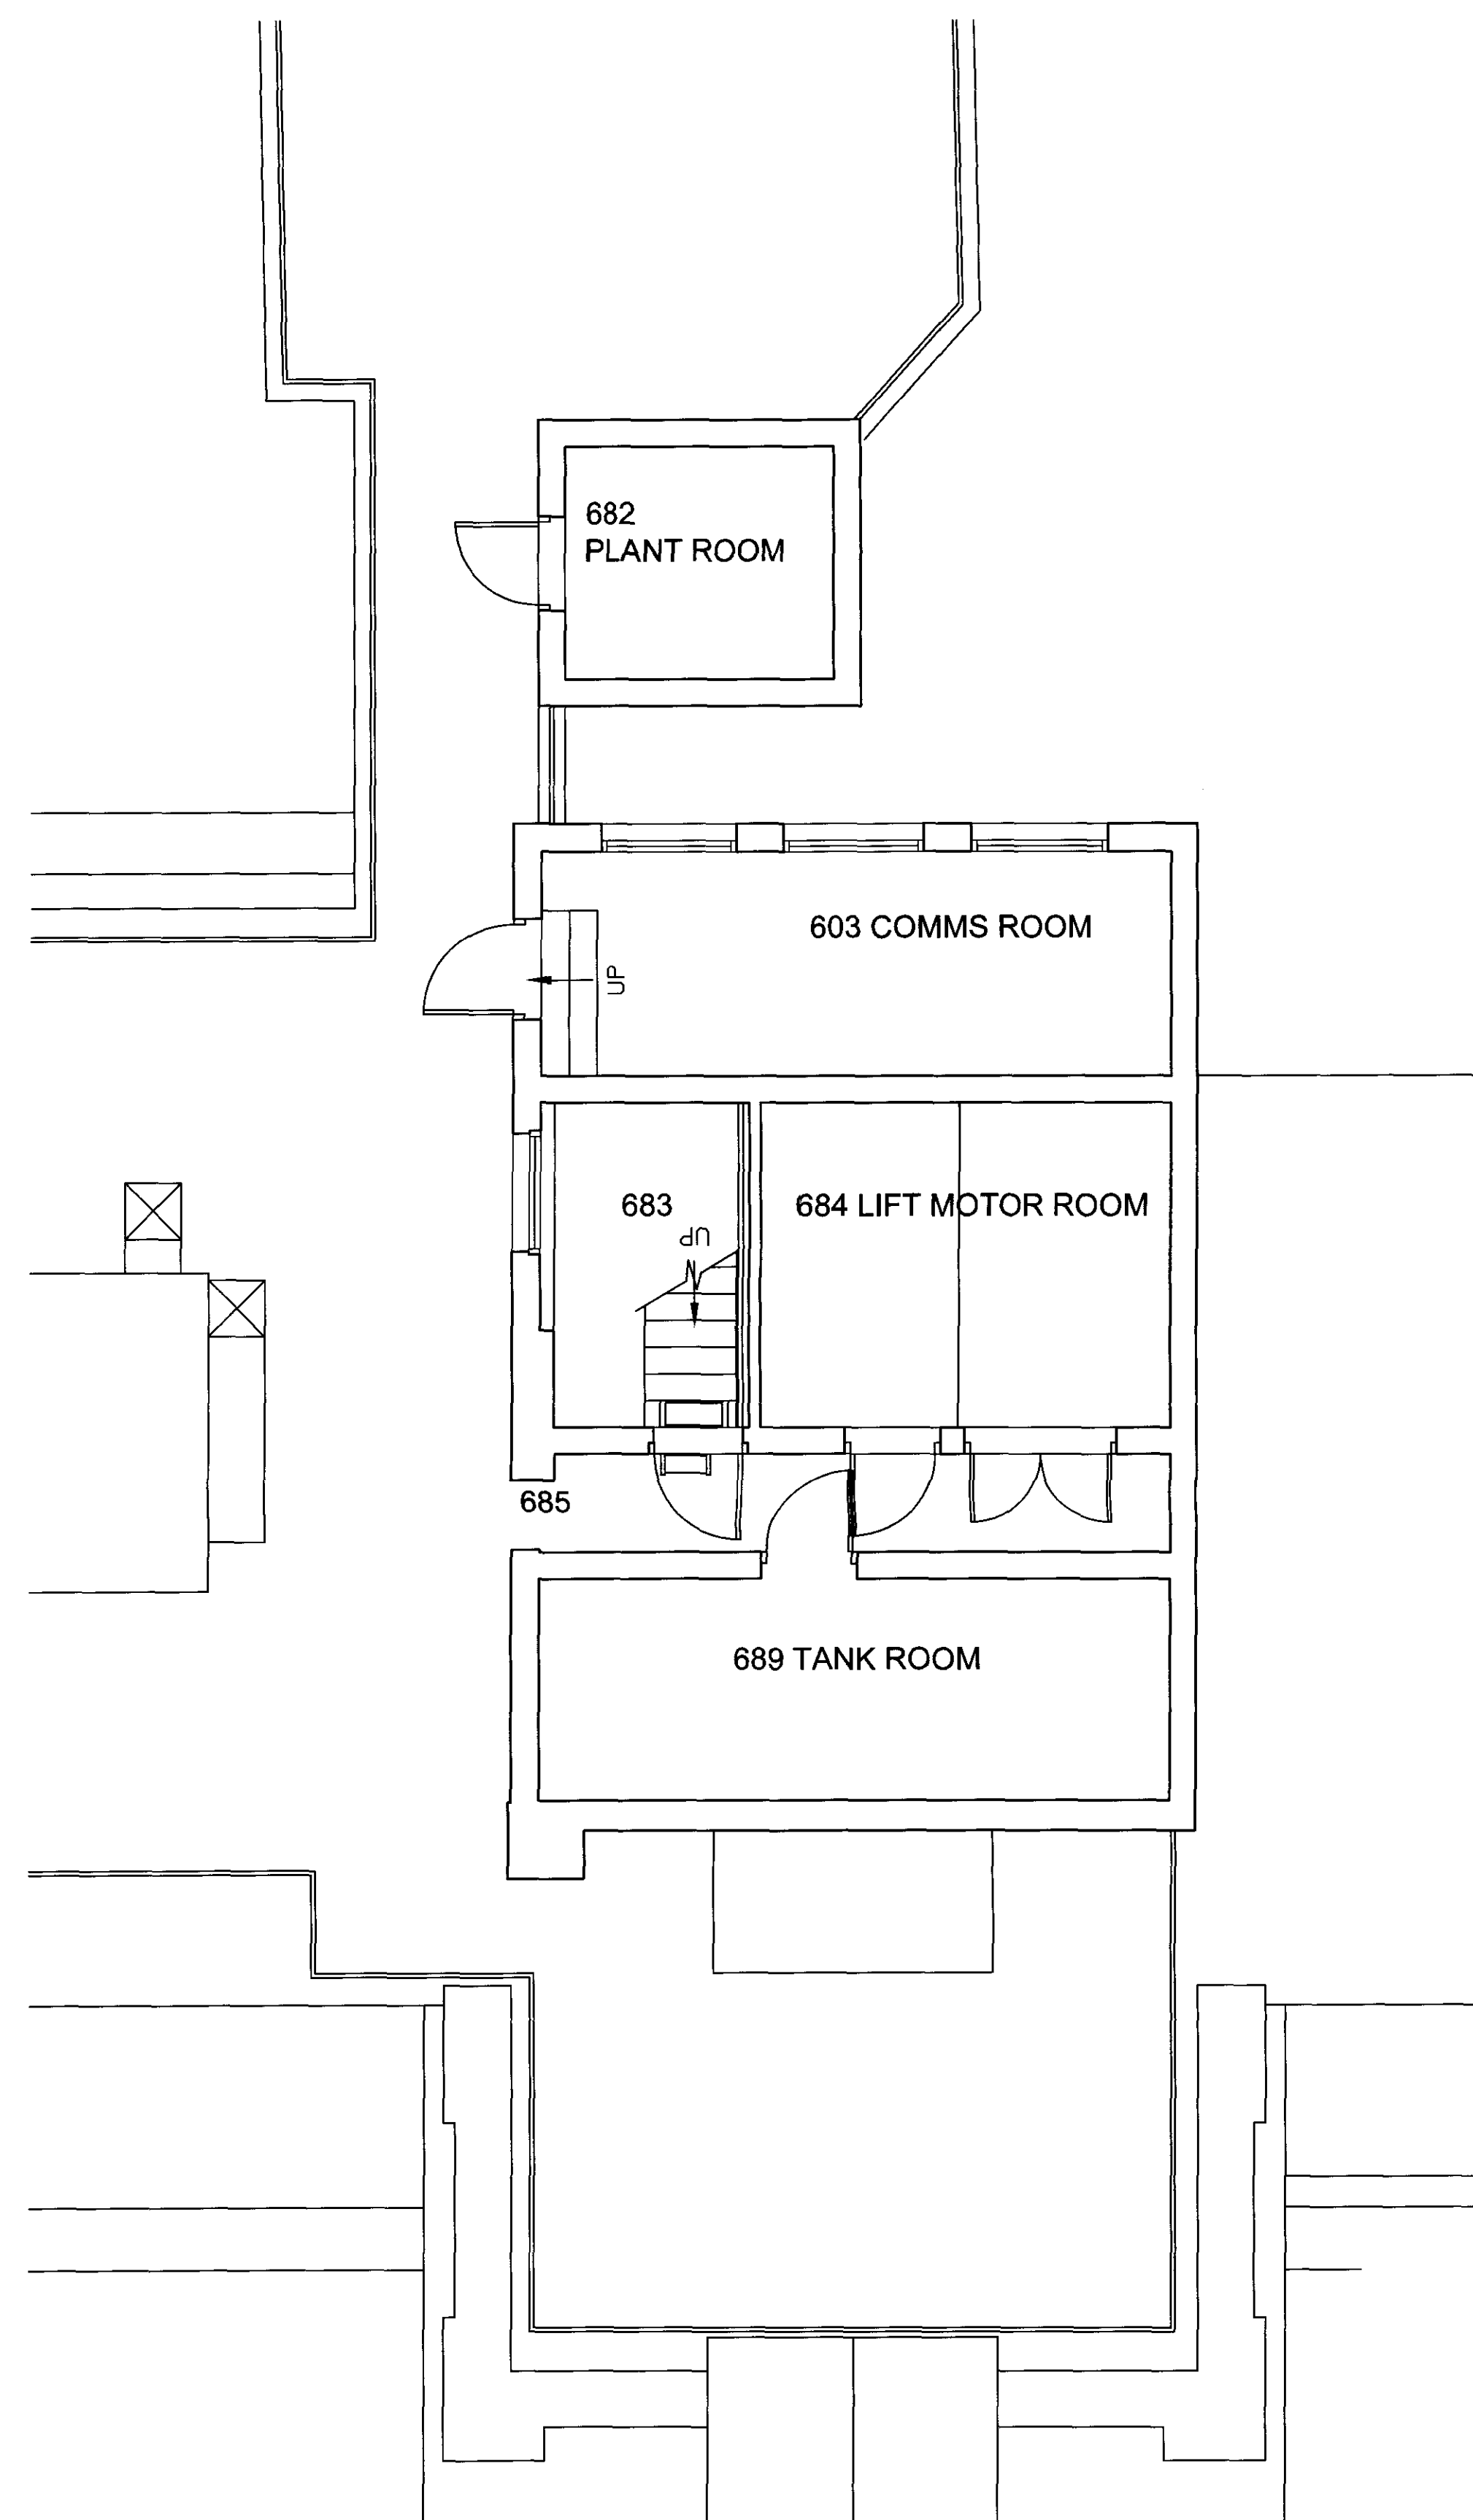 682
PLANT ROOM
603 COMMS ROOM
UP
683
684 LIFT MOTOR ROOM
UP
685
689 TANK ROOM